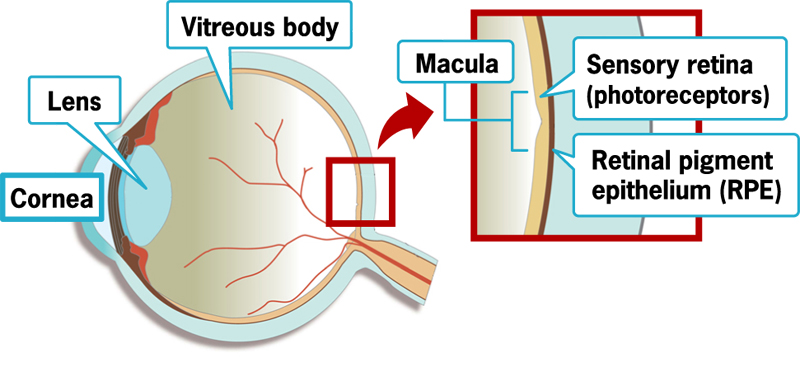 Vitreous body
Lens
Cornea
Macula
Sensory retina
(photoreceptors)
Retinal pigment
epithelium (RPE)